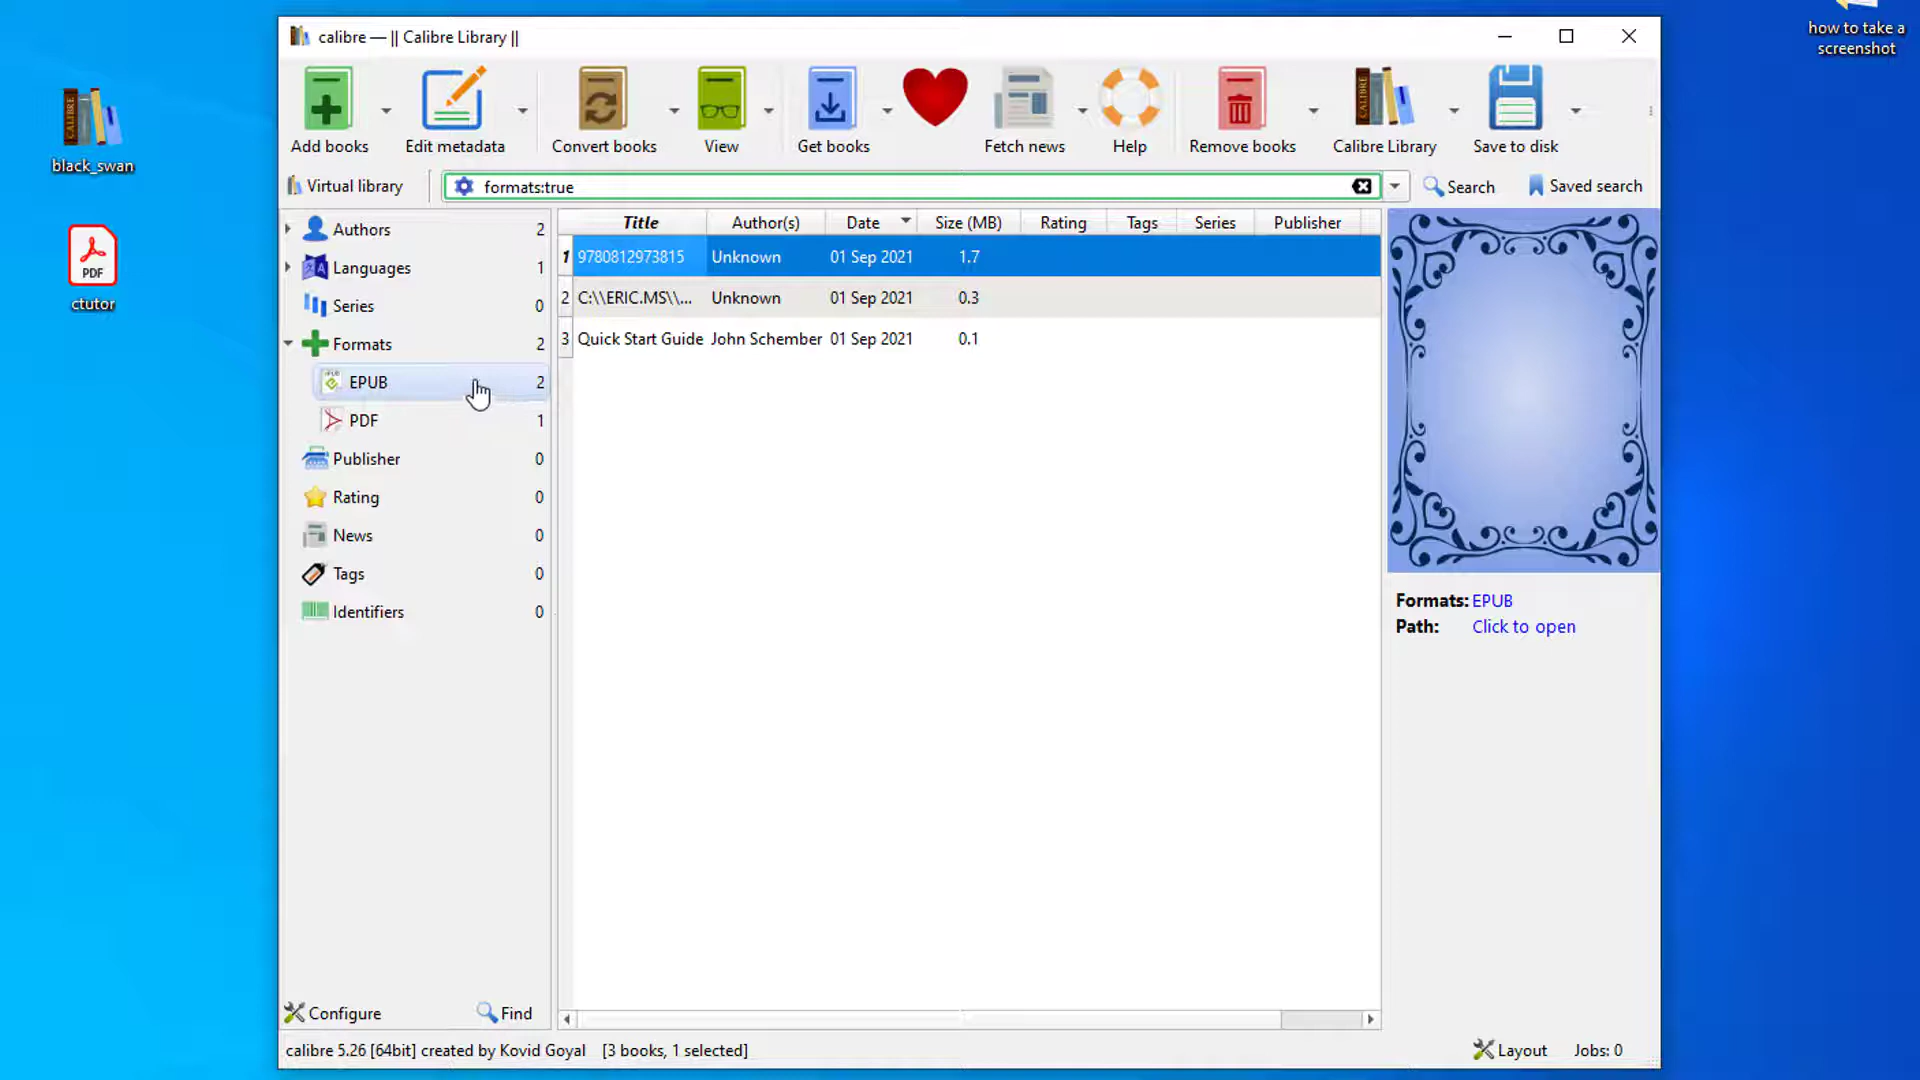 how to take a
screenshot
black_swan
PDF
ctutor
calibre — || Calibre Library ||
Add books
Edit metadata
Convert books
View
Get books
Fetch news
Help
Remove books
CALIBRE
Calibre Library
Save to disk
Virtual library
formats:true
Search
Saved search
Authors 2
Languages 1
Series 0
Formats 2
EPUB 2
PDF 1
Publisher 0
Rating 0
News 0
Tags 0
Identifiers 0
Title Author(s) Date Size (MB) Rating Tags Series Publisher
1 9780812973815 Unknown 01 Sep 2021 1.7
2 C:\\ERIC.MS\\... Unknown 01 Sep 2021 0.3
3 Quick Start Guide John Schember 01 Sep 2021 0.1
Formats: EPUB
Path: Click to open
Configure
Find
calibre 5.26 [64bit] created by Kovid Goyal [3 books, 1 selected]
Layout
Jobs: 0